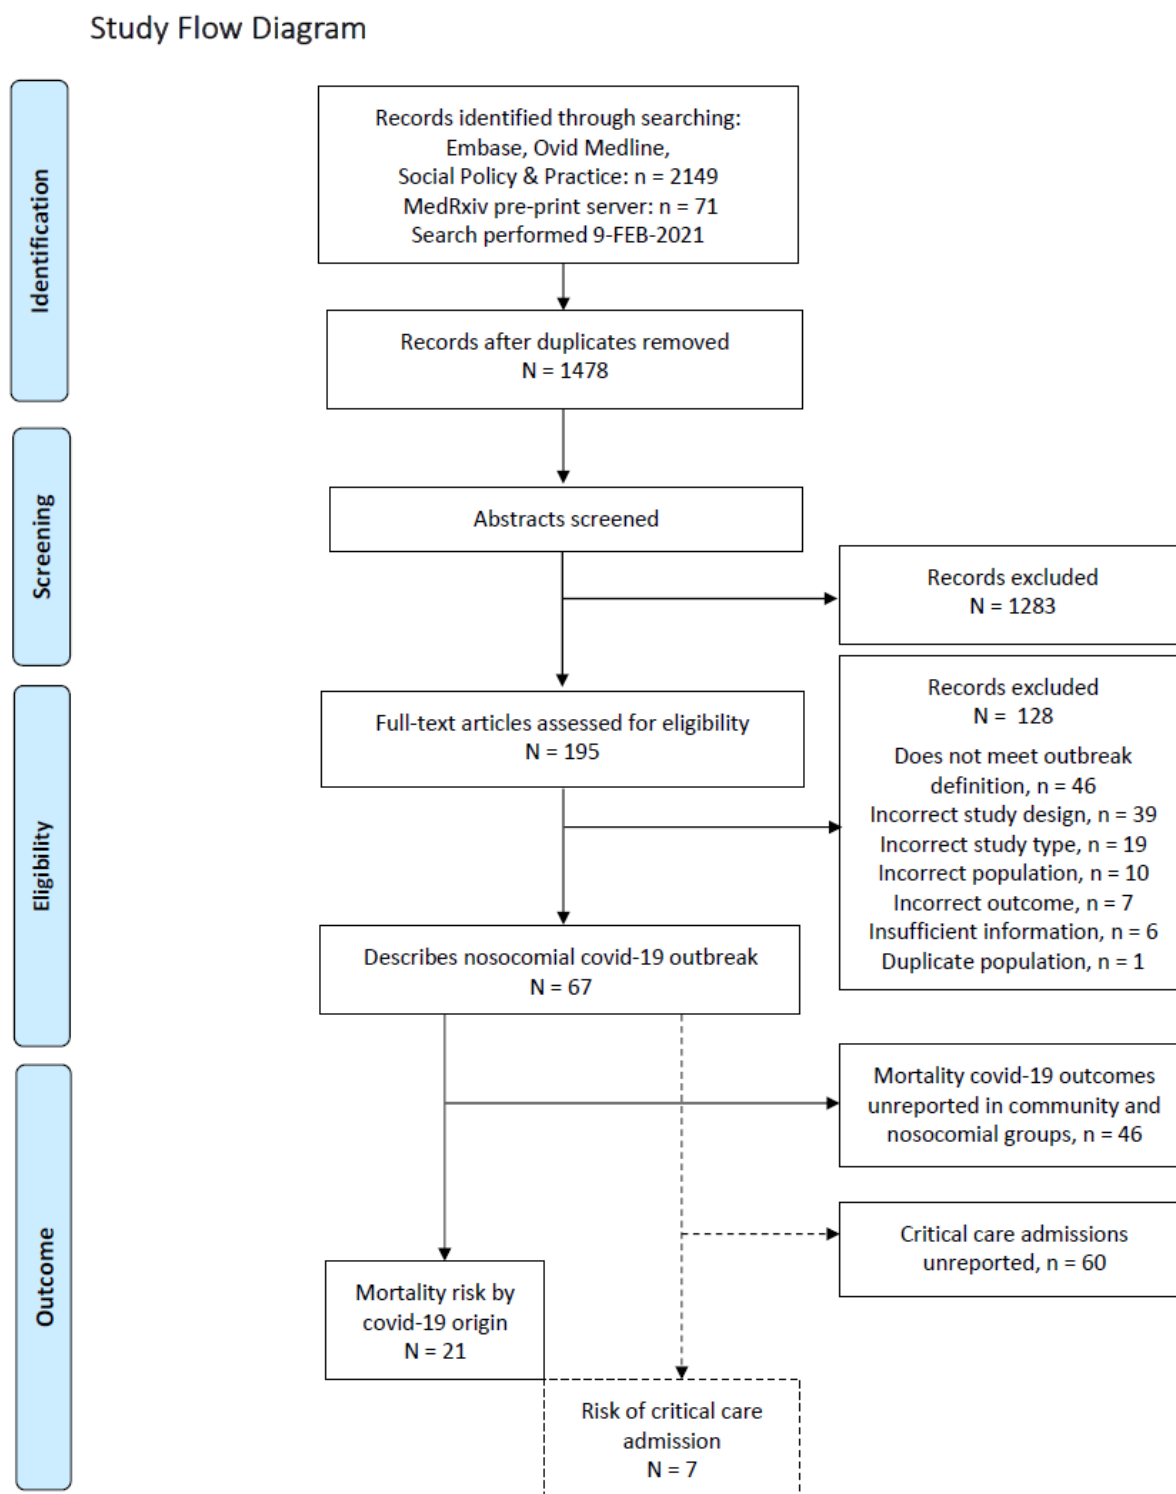 Study Flow Diagram
Identification
Records identified through searching:
Embase, Ovid Medline,
Social Policy & Practice: n = 2149
MedRxiv pre-print server: n = 71
Search performed 9-FEB-2021
Records after duplicates removed
N = 1478
Screening
Abstracts screened
Records excluded
N = 1283
Eligibility
Full-text articles assessed for eligibility
N = 195
Records excluded
N = 128
Does not meet outbreak
definition, n = 46
Incorrect study design, n = 39
Incorrect study type, n = 19
Incorrect population, n = 10
Incorrect outcome, n = 7
Insufficient information, n = 6
Duplicate population, n = 1
Describes nosocomial covid-19 outbreak
N = 67
Outcome
Mortality covid-19 outcomes
unreported in community and
nosocomial groups, n = 46
Critical care admissions
unreported, n = 60
Mortality risk by
covid-19 origin
N = 21
Risk of critical care
admission
N = 7